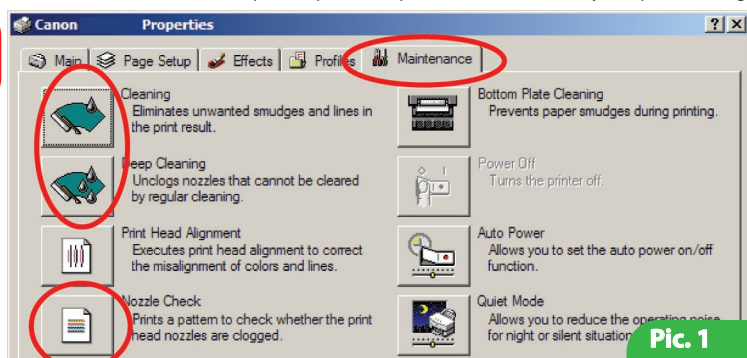 Canon Properties
Main Page Setup Effects Profiles Maintenance
Cleaning
Eliminates unwanted smudges and lines in
the print result.
Deep Cleaning
Unclogs nozzles that cannot be cleared
by regular cleaning.
Print Head Alignment
Executes print head alignment to correct
the misalignment of colors and lines.
Nozzle Check
Prints a pattern to check whether the print
head nozzles are clogged.
Bottom Plate Cleaning
Prevents paper smudges during printing.
Power Off
Turns the printer off.
Auto Power
Allows you to set the auto power on/off
function.
Quiet Mode
Allows you to reduce the operating noise
for night or silent situation
Pic. 1